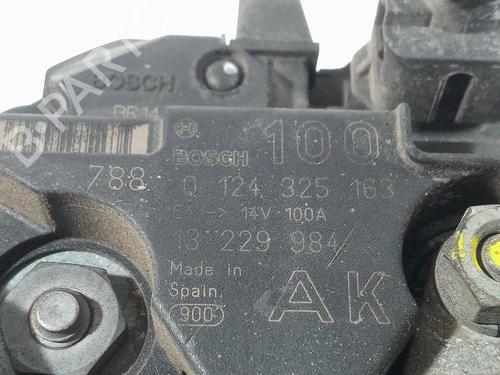 BOSCH
BR14
BOSCH 100
788 0 124 325 163
E1 -> 14V 100A
13 229 984
Made in
Spain.
900
AK